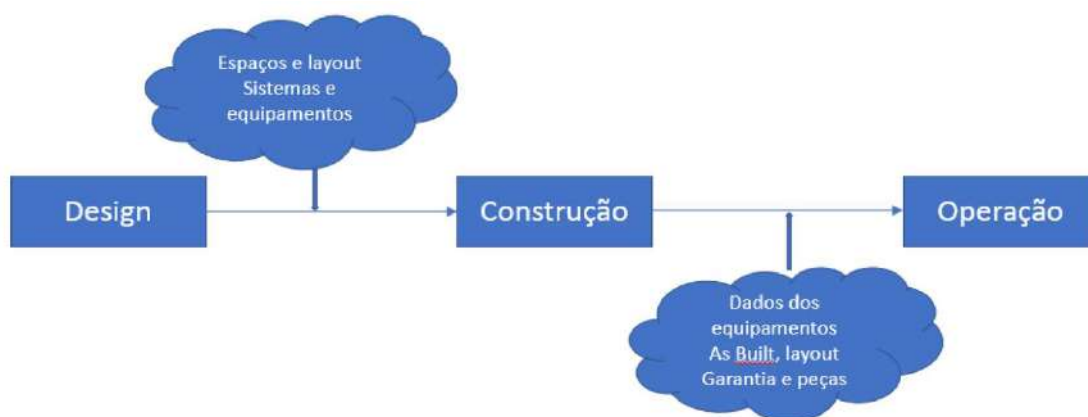 Espaços e layout
Sistemas e
equipamentos
Design
Construção
Operação
Dados dos
equipamentos
As Built, layout
Garantia e peças